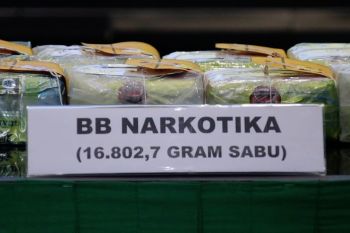 BB NARKOTIKA
(16.802,7 GRAM SABU)